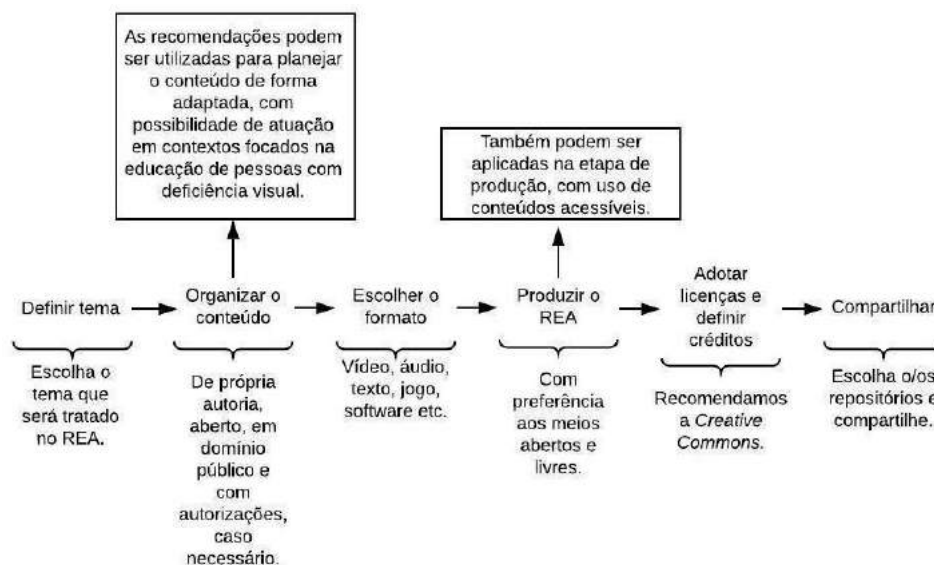 As recomendações podem
ser utilizadas para planejar
o conteúdo de forma
adaptada, com
possibilidade de atuação
em contextos focados na
educação de pessoas com
deficiência visual.
Também podem ser
aplicadas na etapa de
produção, com uso de
conteúdos acessíveis.
Definir tema
Escolha o
tema que
será tratado
no REA.
Organizar o
conteúdo
De própria
autoria,
aberto, em
domínio
público e
com
autorizações,
caso
necessário.
Escolher o
formato
Vídeo, áudio,
texto, jogo,
software etc.
Produzir o
REA
Com
preferência
aos meios
abertos e
livres.
Adotar
licenças e
definir
créditos
Recomendamos
a Creative
Commons.
Compartilhar
Escolha o/os
repositórios e
compartilhe.